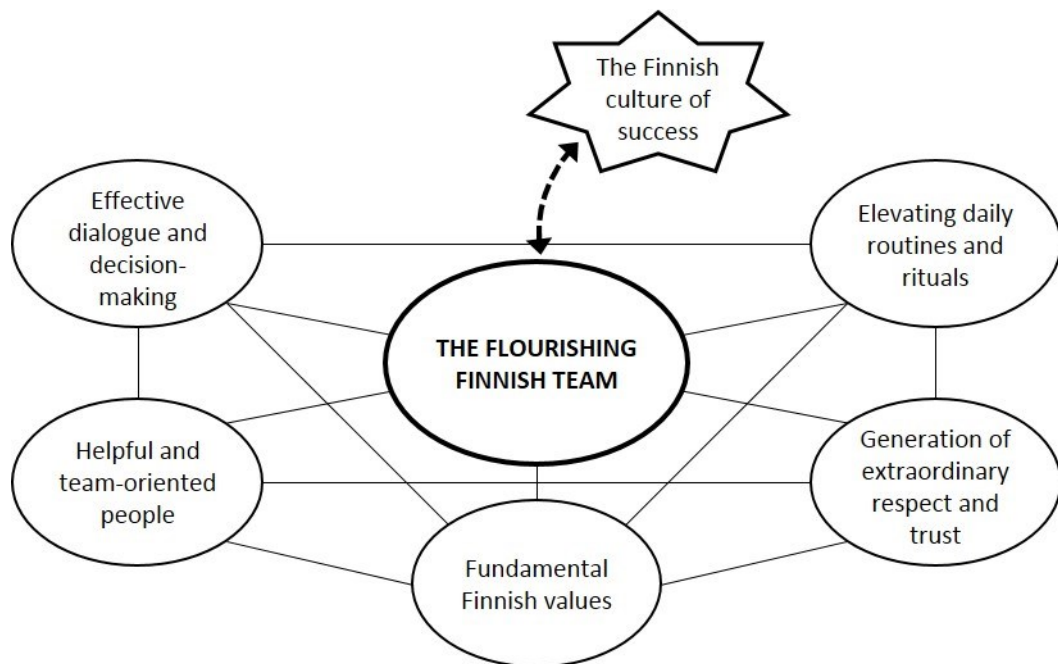 The Finnish
culture of
success
Effective
dialogue and
decision-
making
Elevating daily
routines and
rituals
THE FLOURISHING
FINNISH TEAM
Helpful and
team-oriented
people
Generation of
extraordinary
respect and
trust
Fundamental
Finnish values